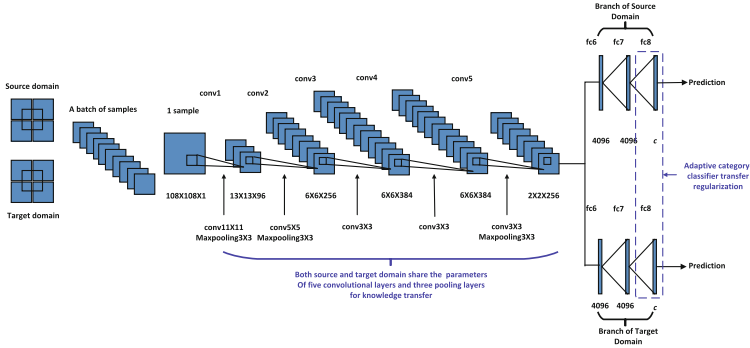 Branch of Source
Domain
fc6 fc7 fc8
conv1 conv2 conv3 conv4 conv5
Source domain
A batch of samples
1 sample
Prediction
4096 4096 c
Target domain
108X108X1 13X13X96 6X6X256 6X6X384 6X6X384 2X2X256
Adaptive category
classifier transfer
regularization
fc6 fc7 fc8
conv11X11 conv5X5 conv3X3 conv3X3 conv3X3
Maxpooling3X3 Maxpooling3X3 Maxpooling3X3
Both source and target domain share the parameters
Of five convolutional layers and three pooling layers
for knowledge transfer
Prediction
4096 4096 c
Branch of Target
Domain